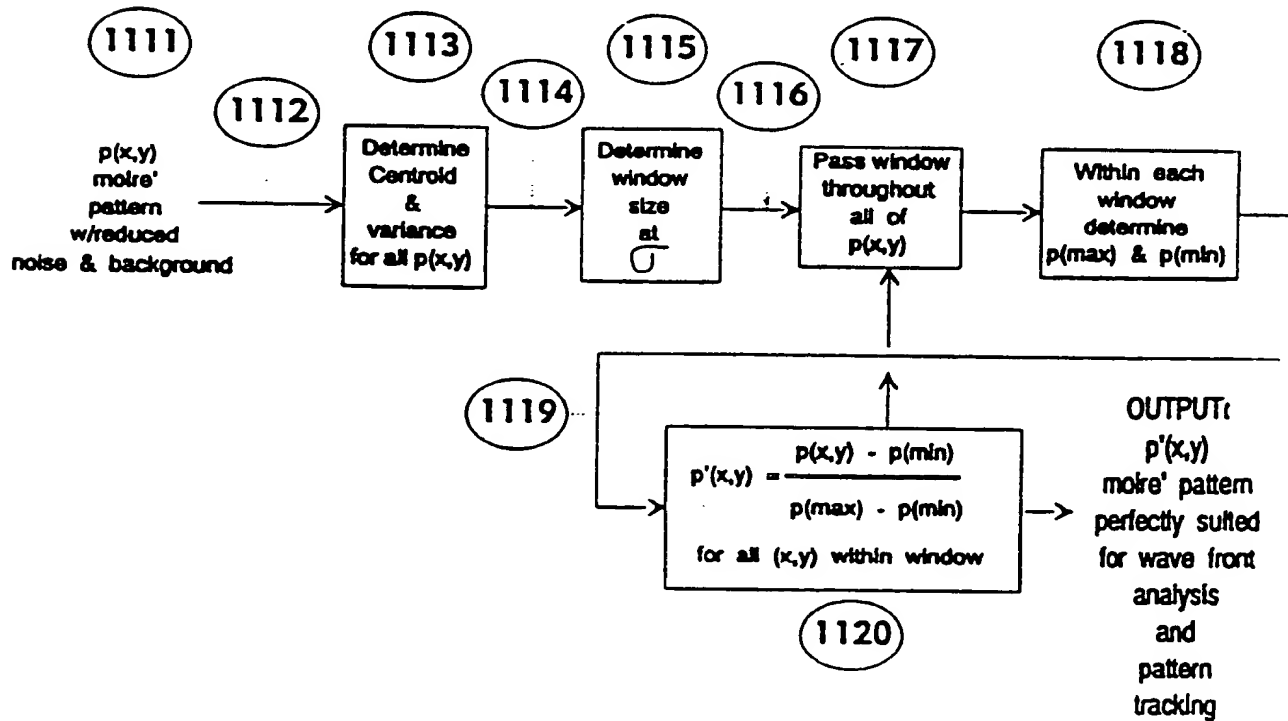 1111
1113
1115
1117
1118
1112
1114
1116
p(x,y)
moire'
pattern
w/reduced
noise & background
Determine
Centroid
&
variance
for all p(x,y)
Determine
window
size
at
σ
Pass window
throughout
all of
p(x,y)
Within each
window
determine
p(max) & p(min)
1119
p'(x,y) = p(x,y) - p(min)
p(max) - p(min)
for all (x,y) within window
1120
OUTPUT:
p'(x,y)
moire' pattern
perfectly suited
for wave front
analysis
and
pattern
tracking